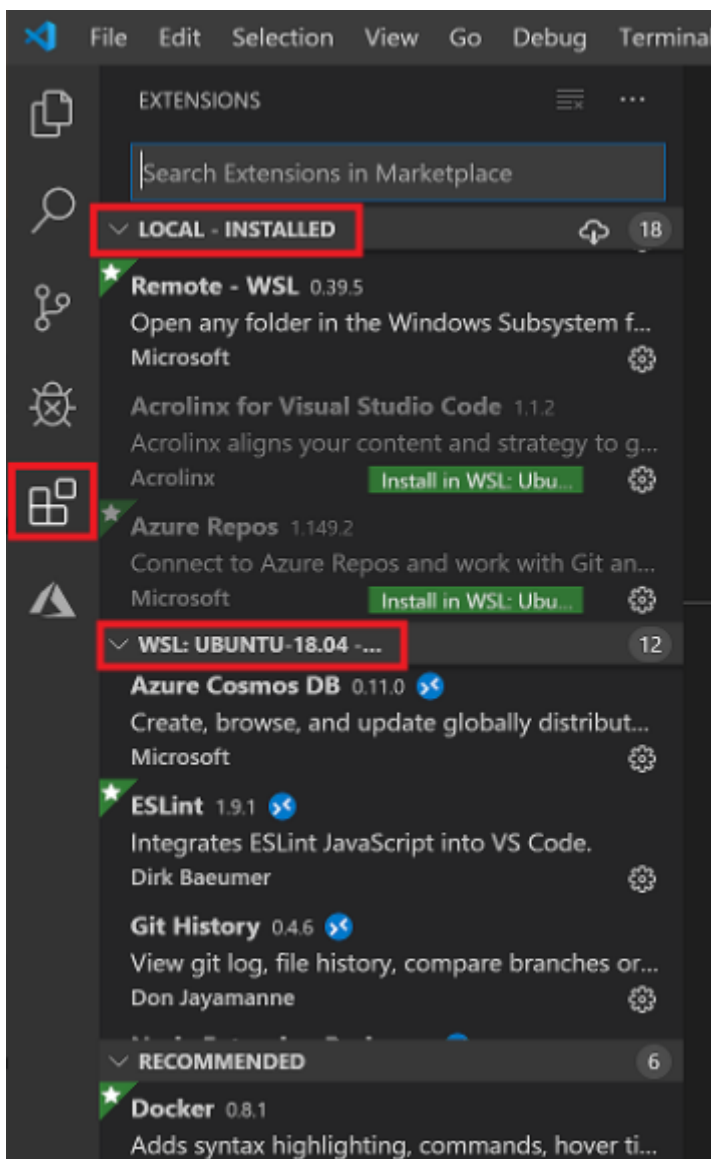 File Edit Selection View Go Debug Terminal
EXTENSIONS
Search Extensions in Marketplace
LOCAL - INSTALLED 18
Remote - WSL 0.39.5
Open any folder in the Windows Subsystem f...
Microsoft
Acrolinx for Visual Studio Code 1.1.2
Acrolinx aligns your content and strategy to g...
Acrolinx Install in WSL: Ubu...
Azure Repos 1.149.2
Connect to Azure Repos and work with Git an...
Microsoft Install in WSL: Ubu...
WSL: UBUNTU-18.04 -... 12
Azure Cosmos DB 0.11.0
Create, browse, and update globally distribut...
Microsoft
ESLint 1.9.1
Integrates ESLint JavaScript into VS Code.
Dirk Baeumer
Git History 0.4.6
View git log, file history, compare branches or...
Don Jayamanne
RECOMMENDED 6
Docker 0.8.1
Adds syntax highlighting, commands, hover ti...